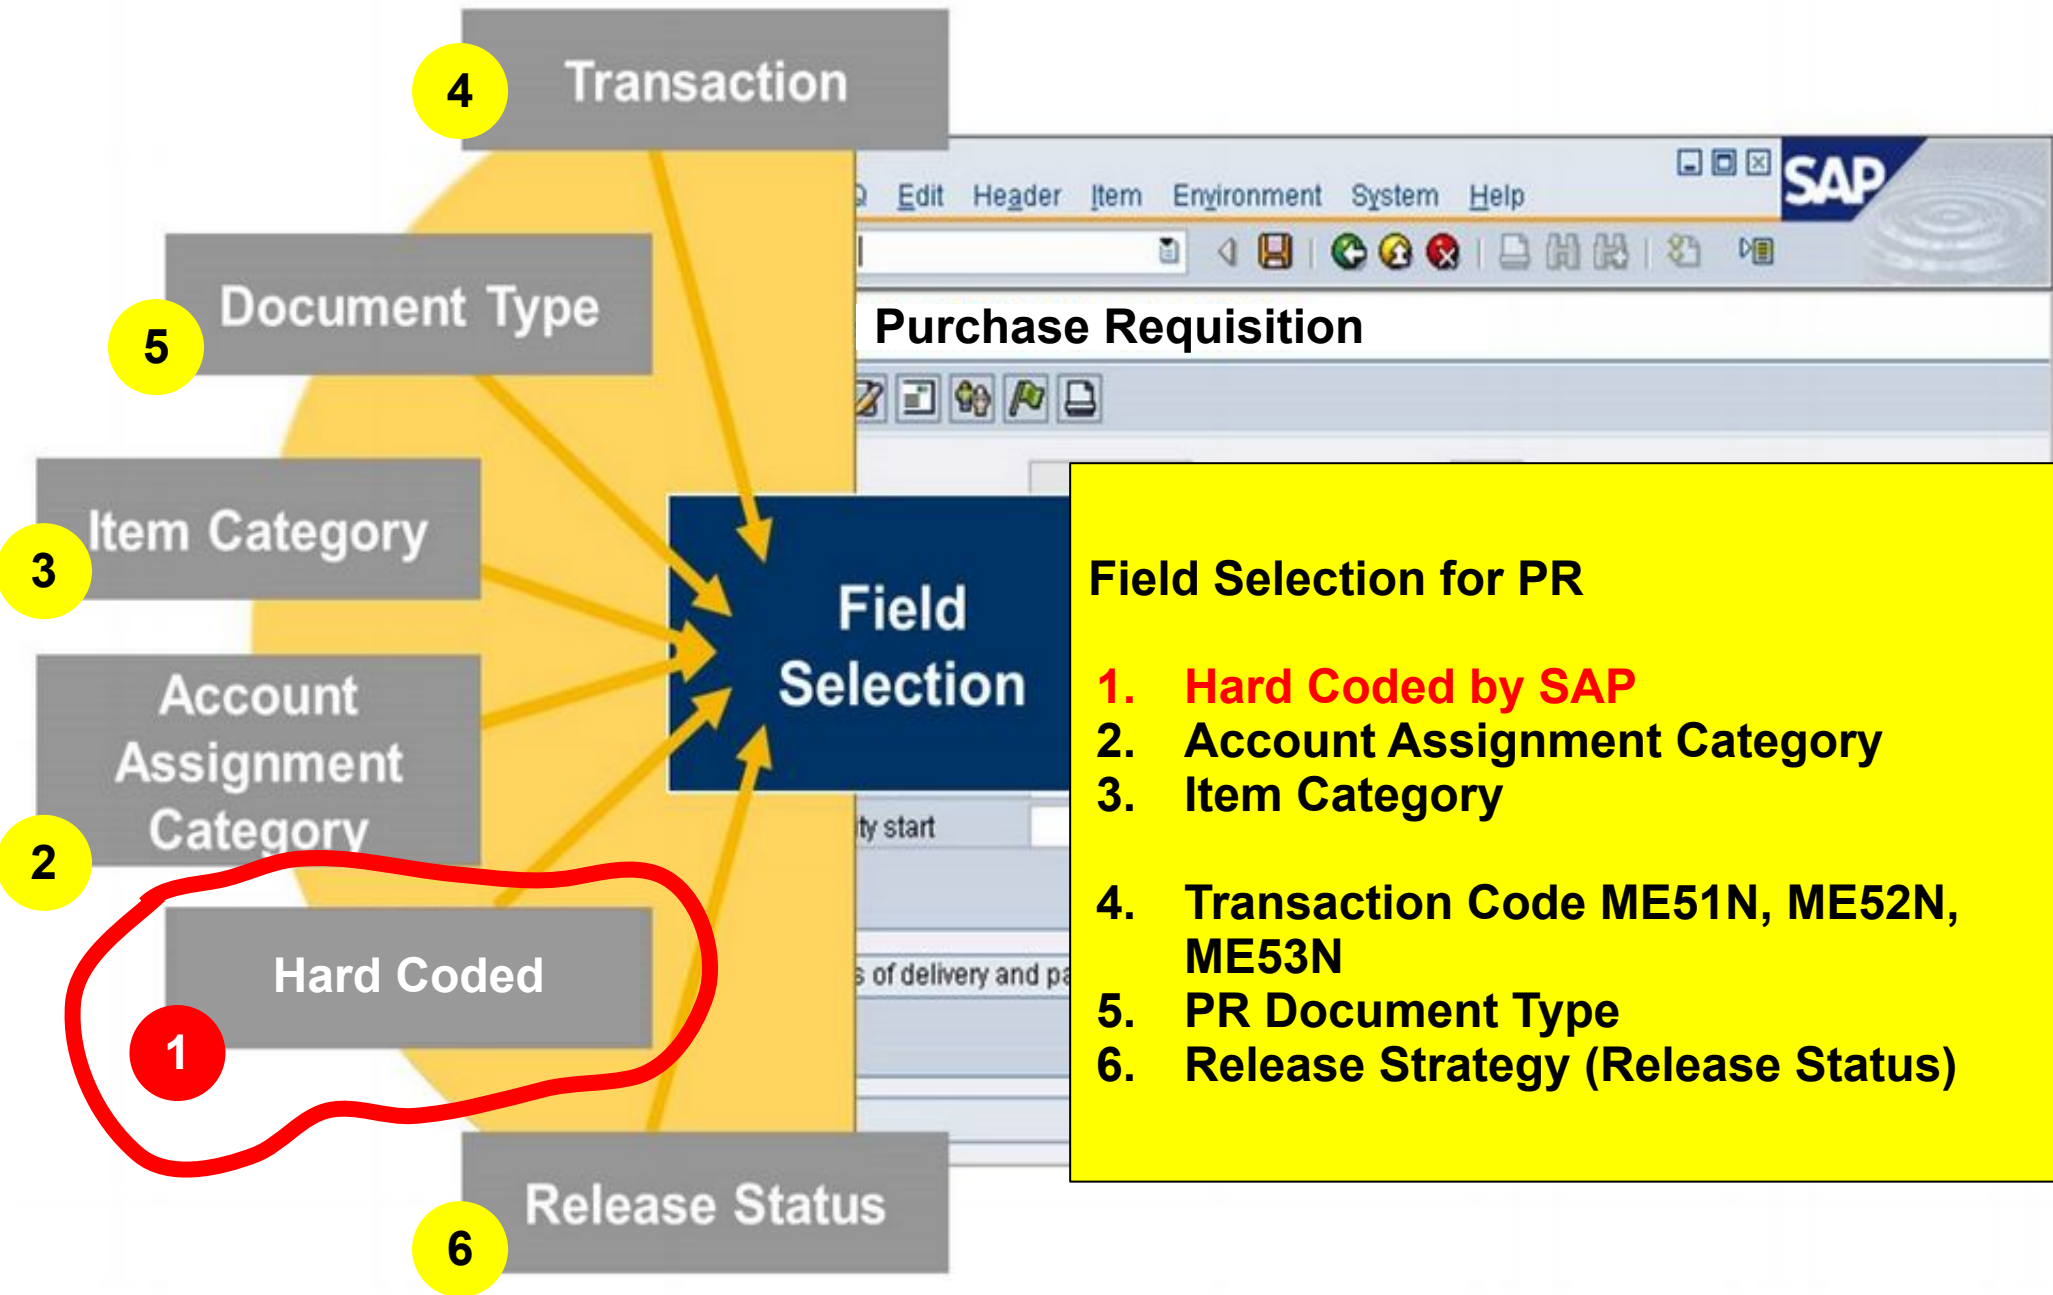 4
Transaction
SAP
Edit Header Item Environment System Help
Document Type
5
Purchase Requisition
Item Category
3
Field
Selection
Account
Assignment
Category
2
start
Hard Coded
1
of delivery and
Release Status
6
Field Selection for PR
1. Hard Coded by SAP
2. Account Assignment Category
3. Item Category
4. Transaction Code ME51N, ME52N,
ME53N
5. PR Document Type
6. Release Strategy (Release Status)